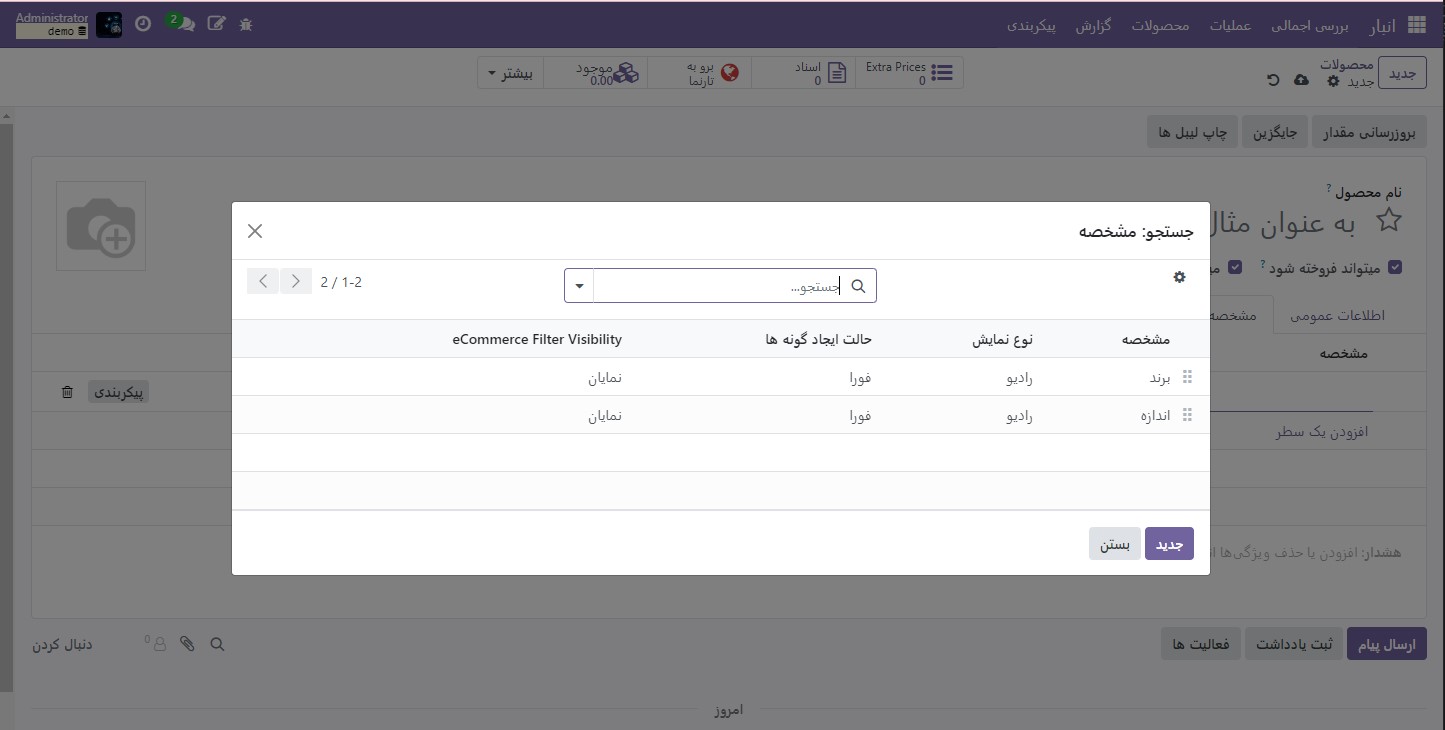 انبار
بررسی اجمالی
عملیات
محصولات
گزارش
پیکربندی
2
Administrator
demo
جدید
محصولات
جدید
Extra Prices
0
اسناد
0
برو به
تارنما
موجود
0.00
بیشتر
بروزرسانی مقدار
جایگزین
چاپ لیبل ها
نام محصول ?
به عنوان مثال
میتواند فروخته شود ?
اطلاعات عمومی
مشخصه
مشخصه
پیکربندی
افزودن یک سطر
هشدار: افزودن یا حذف ویژگی‌ها
جستجو: مشخصه
جستجو...
2 / 1-2
مشخصه نوع نمایش حالت ایجاد گونه ها eCommerce Filter Visibility
برند رادیو فورا نمایان
اندازه رادیو فورا نمایان
جدید
بستن
ارسال پیام
ثبت یادداشت
فعالیت ها
0
دنبال کردن
امروز